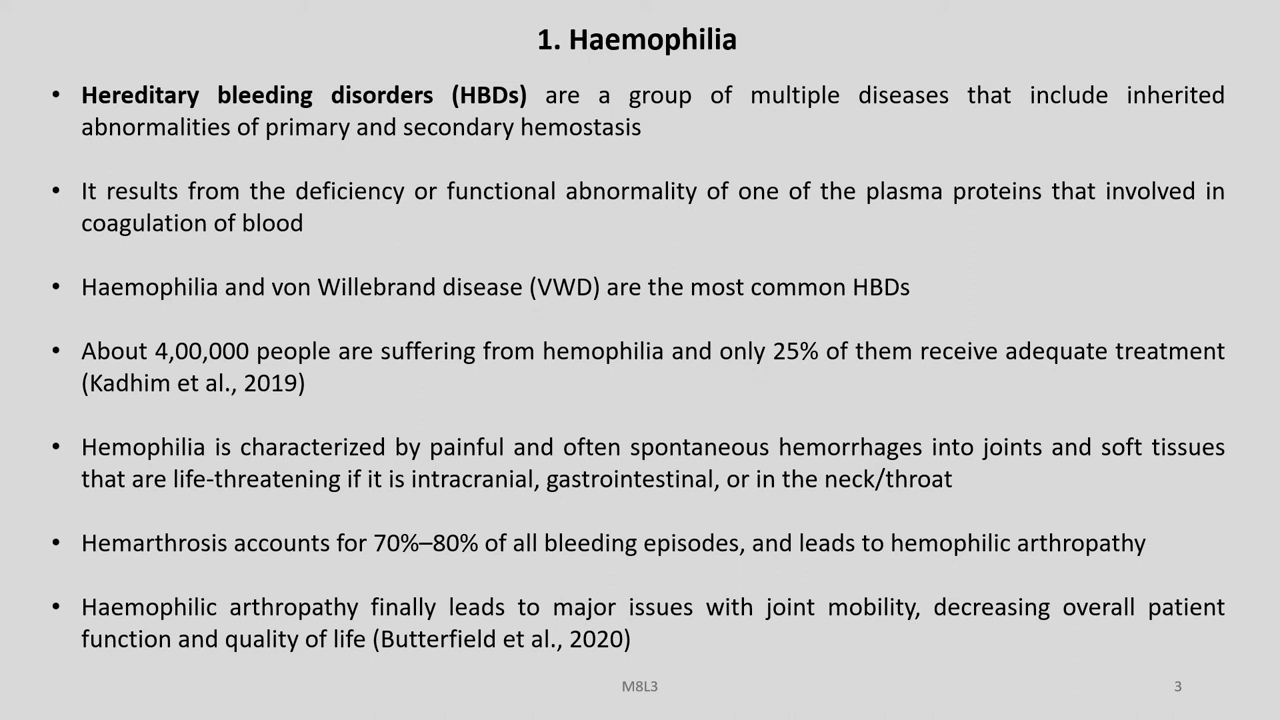 1. Haemophilia
• Hereditary bleeding disorders (HBDs) are a group of multiple diseases that include inherited
abnormalities of primary and secondary hemostasis
• It results from the deficiency or functional abnormality of one of the plasma proteins that involved in
coagulation of blood
• Haemophilia and von Willebrand disease (VWD) are the most common HBDs
• About 4,00,000 people are suffering from hemophilia and only 25% of them receive adequate treatment
(Kadhim et al., 2019)
• Hemophilia is characterized by painful and often spontaneous hemorrhages into joints and soft tissues
that are life-threatening if it is intracranial, gastrointestinal, or in the neck/throat
• Hemarthrosis accounts for 70%–80% of all bleeding episodes, and leads to hemophilic arthropathy
• Haemophilic arthropathy finally leads to major issues with joint mobility, decreasing overall patient
function and quality of life (Butterfield et al., 2020)
M8L3
3